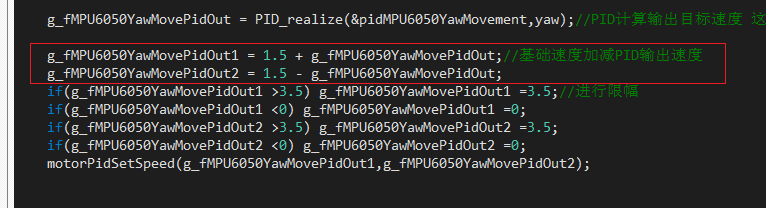 g_fMPU6050YawMovePidOut = PID_realize(&pidMPU6050YawMovement,yaw);//PID计算输出目标速度 这
g_fMPU6050YawMovePidOut1 = 1.5 + g_fMPU6050YawMovePidOut;//基础速度加减PID输出速度
g_fMPU6050YawMovePidOut2 = 1.5 - g_fMPU6050YawMovePidOut;
if(g_fMPU6050YawMovePidOut1 >3.5) g_fMPU6050YawMovePidOut1 =3.5;//进行限幅
if(g_fMPU6050YawMovePidOut1 <0) g_fMPU6050YawMovePidOut1 =0;
if(g_fMPU6050YawMovePidOut2 >3.5) g_fMPU6050YawMovePidOut2 =3.5;
if(g_fMPU6050YawMovePidOut2 <0) g_fMPU6050YawMovePidOut2 =0;
motorPidSetSpeed(g_fMPU6050YawMovePidOut1,g_fMPU6050YawMovePidOut2);